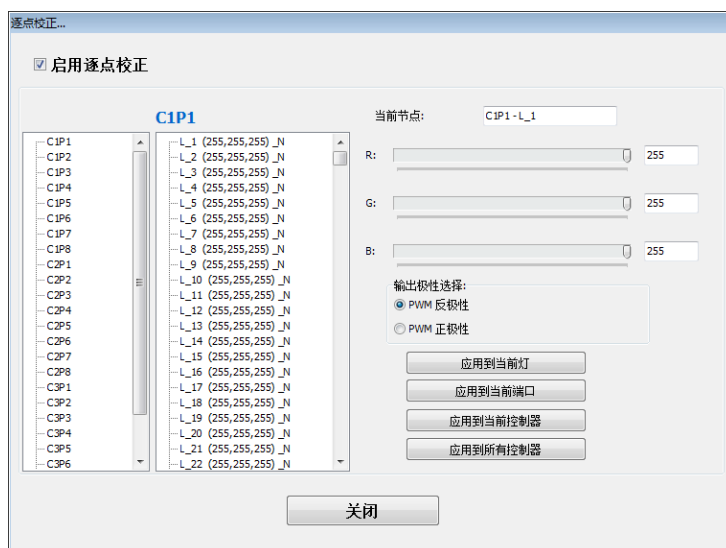 逐点校正...
启用逐点校正
C1P1
C1P1
C1P2
C1P3
C1P4
C1P5
C1P6
C1P7
C1P8
C2P1
C2P2
C2P3
C2P4
C2P5
C2P6
C2P7
C2P8
C3P1
C3P2
C3P3
C3P4
C3P5
C3P6
L_1 (255,255,255) _N
L_2 (255,255,255) _N
L_3 (255,255,255) _N
L_4 (255,255,255) _N
L_5 (255,255,255) _N
L_6 (255,255,255) _N
L_7 (255,255,255) _N
L_8 (255,255,255) _N
L_9 (255,255,255) _N
L_10 (255,255,255) _N
L_11 (255,255,255) _N
L_12 (255,255,255) _N
L_13 (255,255,255) _N
L_14 (255,255,255) _N
L_15 (255,255,255) _N
L_16 (255,255,255) _N
L_17 (255,255,255) _N
L_18 (255,255,255) _N
L_19 (255,255,255) _N
L_20 (255,255,255) _N
L_21 (255,255,255) _N
L_22 (255,255,255) _N
当前节点: C1P1-L_1
R: 255
G: 255
B: 255
输出极性选择:
PWM 反极性
PWM 正极性
应用到当前灯
应用到当前端口
应用到当前控制器
应用到所有控制器
关闭